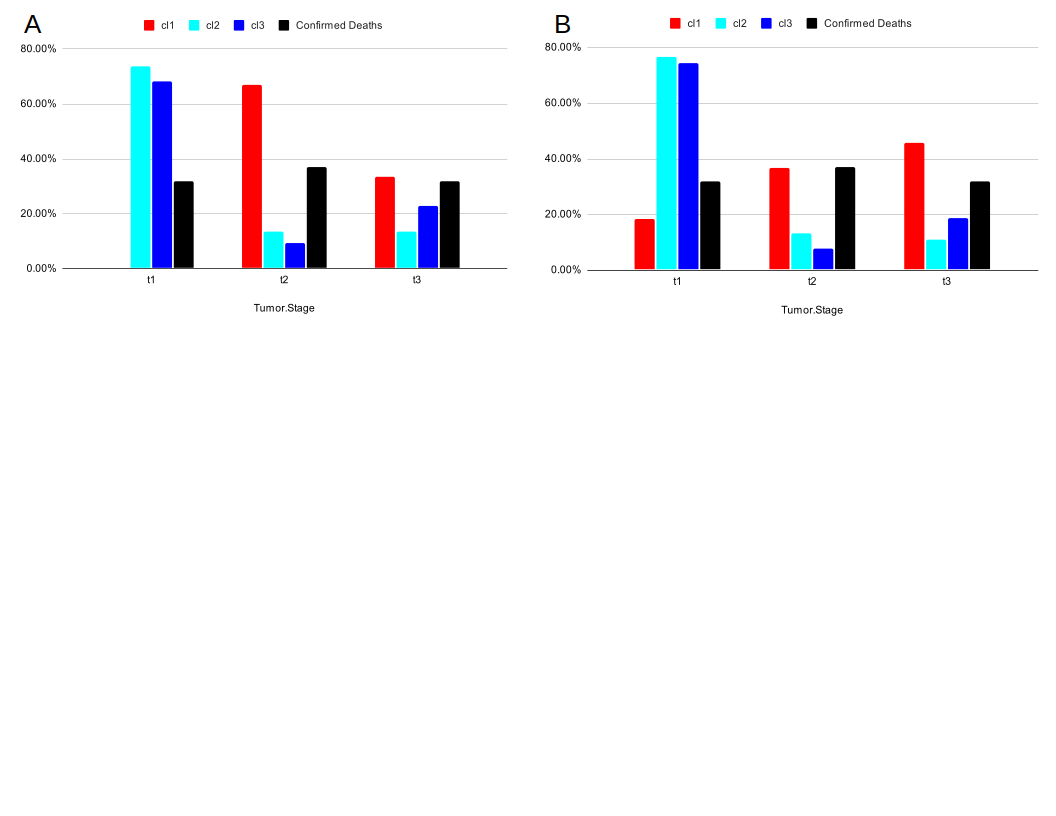 A
cl1 cl2 cl3 Confirmed Deaths
80.00%
60.00%
40.00%
20.00%
0.00%
t1 t2 t3
Tumor.Stage
B
cl1 cl2 cl3 Confirmed Deaths
80.00%
60.00%
40.00%
20.00%
0.00%
t1 t2 t3
Tumor.Stage